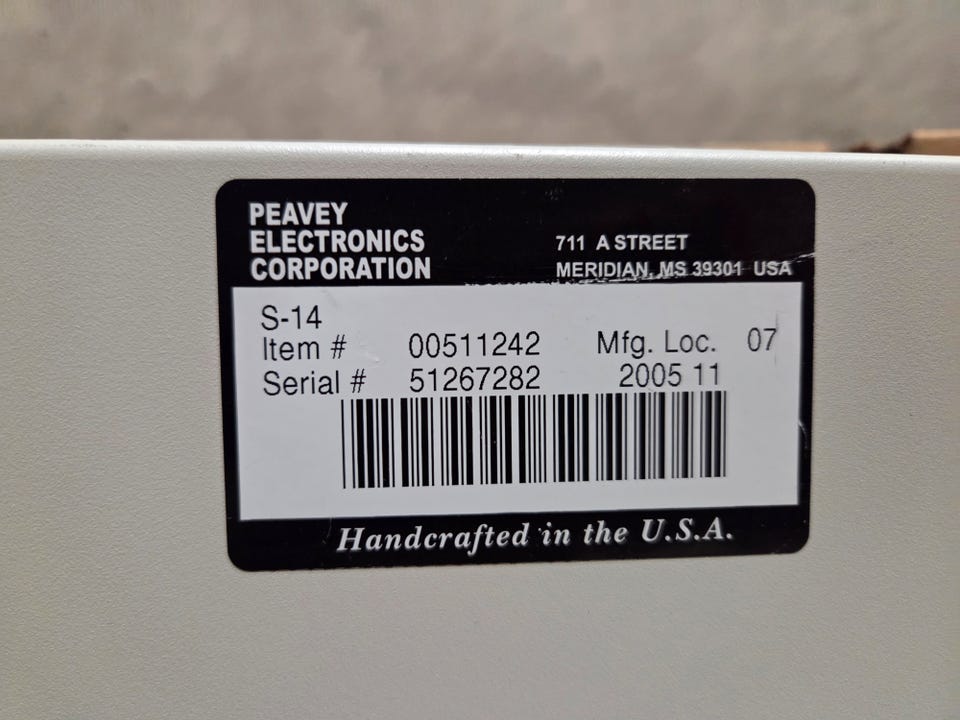 PEAVEY
ELECTRONICS
CORPORATION
711 A STREET
MERIDIAN, MS 39301 USA
S-14
Item # 00511242 Mfg. Loc. 07
Serial # 51267282 2005 11
Handcrafted in the U.S.A.